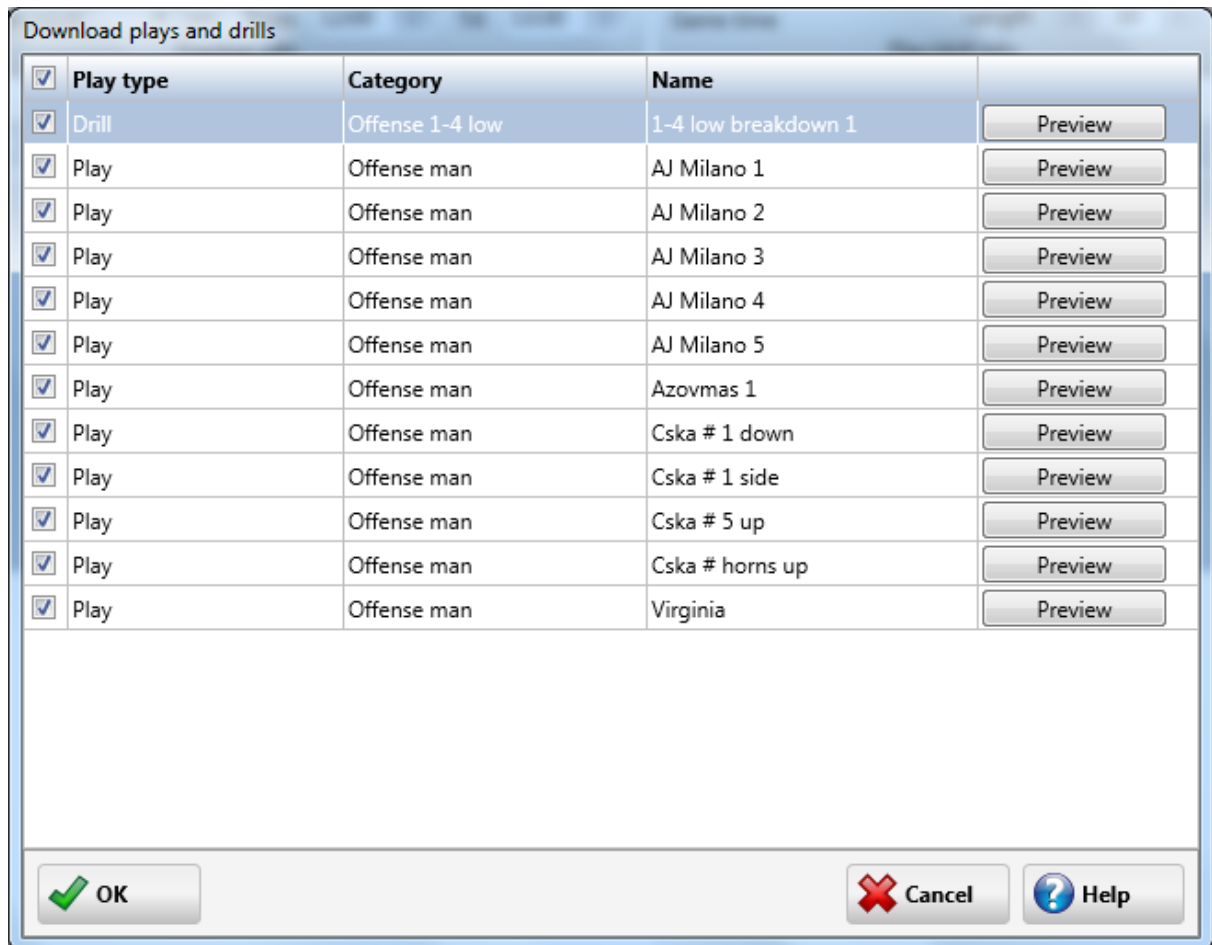 Download plays and drills
Play type Category Name
Drill Offense 1-4 low 1-4 low breakdown 1 Preview
Play Offense man AJ Milano 1 Preview
Play Offense man AJ Milano 2 Preview
Play Offense man AJ Milano 3 Preview
Play Offense man AJ Milano 4 Preview
Play Offense man AJ Milano 5 Preview
Play Offense man Azovmas 1 Preview
Play Offense man Cska # 1 down Preview
Play Offense man Cska # 1 side Preview
Play Offense man Cska # 5 up Preview
Play Offense man Cska # horns up Preview
Play Offense man Virginia Preview
OK Cancel Help